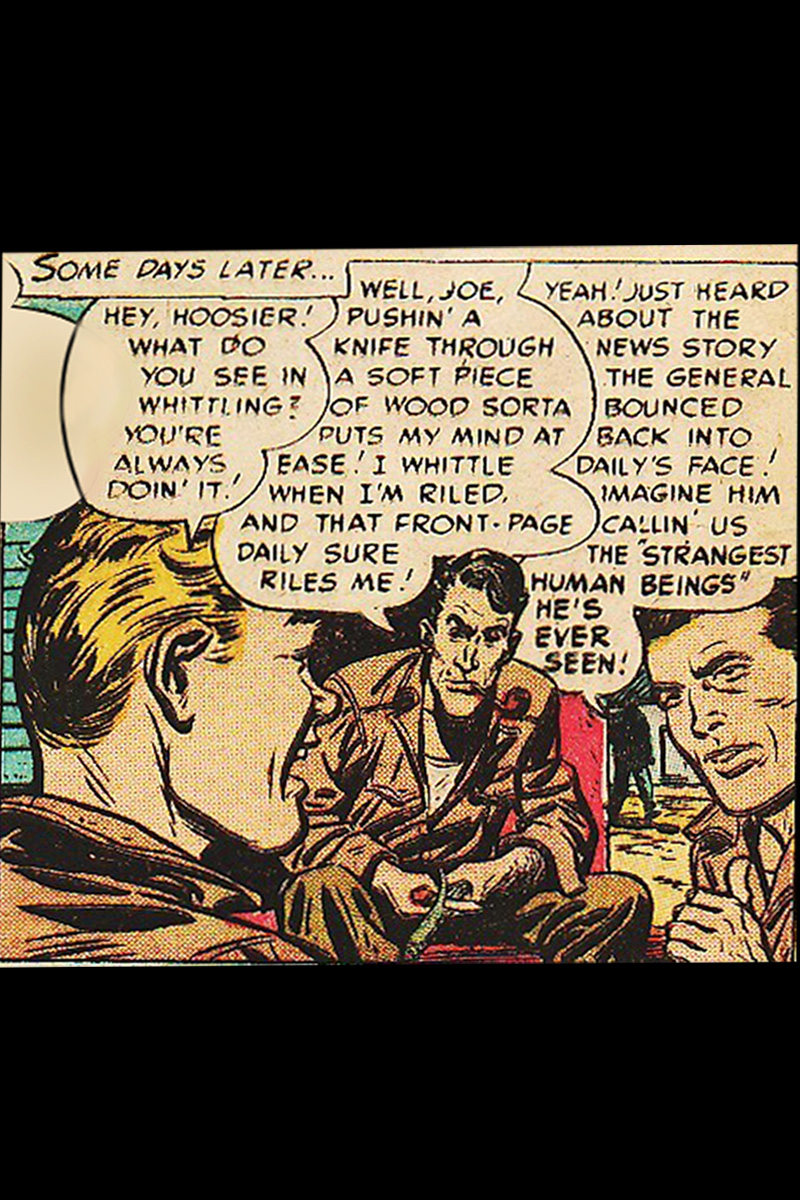 SOME DAYS LATER...
HEY, HOOSIER!
WHAT DO
YOU SEE IN
WHITTLING?
YOU'RE
ALWAYS
DOIN' IT!
WELL, JOE,
PUSHIN' A
KNIFE THROUGH
A SOFT PIECE
OF WOOD SORTA
PUTS MY MIND AT
EASE! I WHITTLE
WHEN I'M RILED,
AND THAT FRONT-PAGE
DAILY SURE
RILES ME!
YEAH! JUST HEARD
ABOUT THE
NEWS STORY
THE GENERAL
BOUNCED
BACK INTO
DAILY'S FACE!
IMAGINE HIM
CALLIN' US
THE "STRANGEST
HUMAN BEINGS"
HE'S
EVER
SEEN!